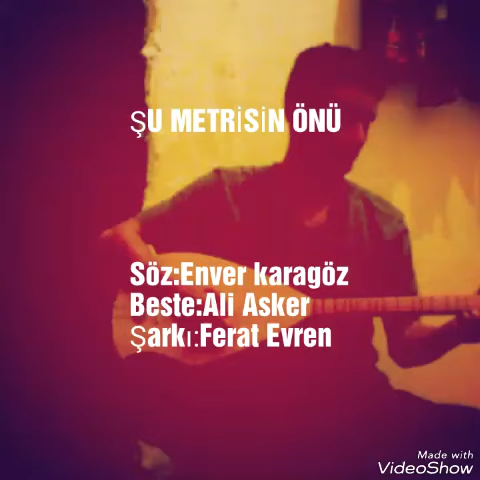 ŞU METRİSİN ÖNÜ
Söz:Enver karagöz
Beste:Ali Asker
Şarkı:Ferat Evren
Made with
VideoShow